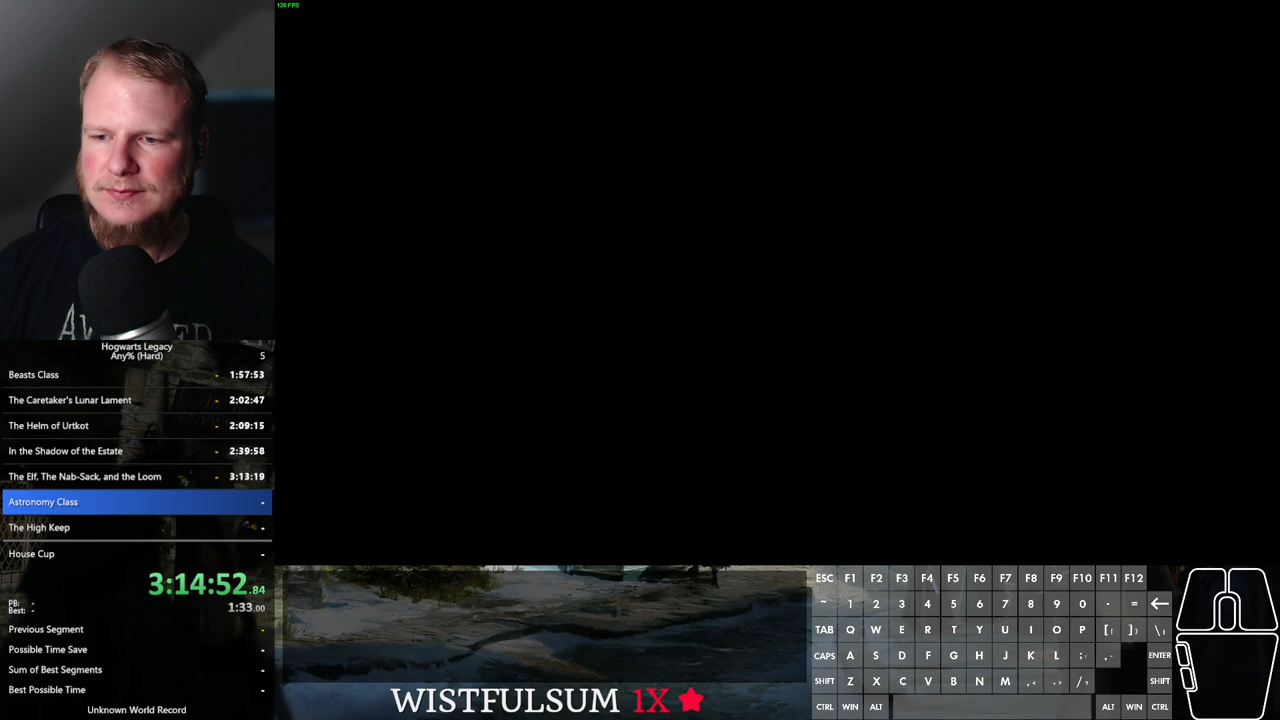 126 FPS
Hogwarts Legacy
Any% (Hard) 5
Beasts Class - 1:57:53
The Caretaker's Lunar Lament - 2:02:47
The Helm of Urtkot - 2:09:15
In the Shadow of the Estate - 2:39:58
The Elf, The Nab-Sack, and the Loom - 3:13:19
Astronomy Class -
The High Keep -
House Cup -
3:14:52.84
PB: - 1:33.00
Best: -
Previous Segment -
Possible Time Save -
Sum of Best Segments -
Best Possible Time -
Unknown World Record
WISTFULSUM 1X
ESC F1 F2 F3 F4 F5 F6 F7 F8 F9 F10 F11 F12
~ 1 2 3 4 5 6 7 8 9 0 - =
TAB Q W E R T Y U I O P [{ ]} \|
CAPS A S D F G H J K L ;: ,. ENTER
SHIFT Z X C V B N M ,< .> /? SHIFT
CTRL WIN ALT ALT WIN CTRL